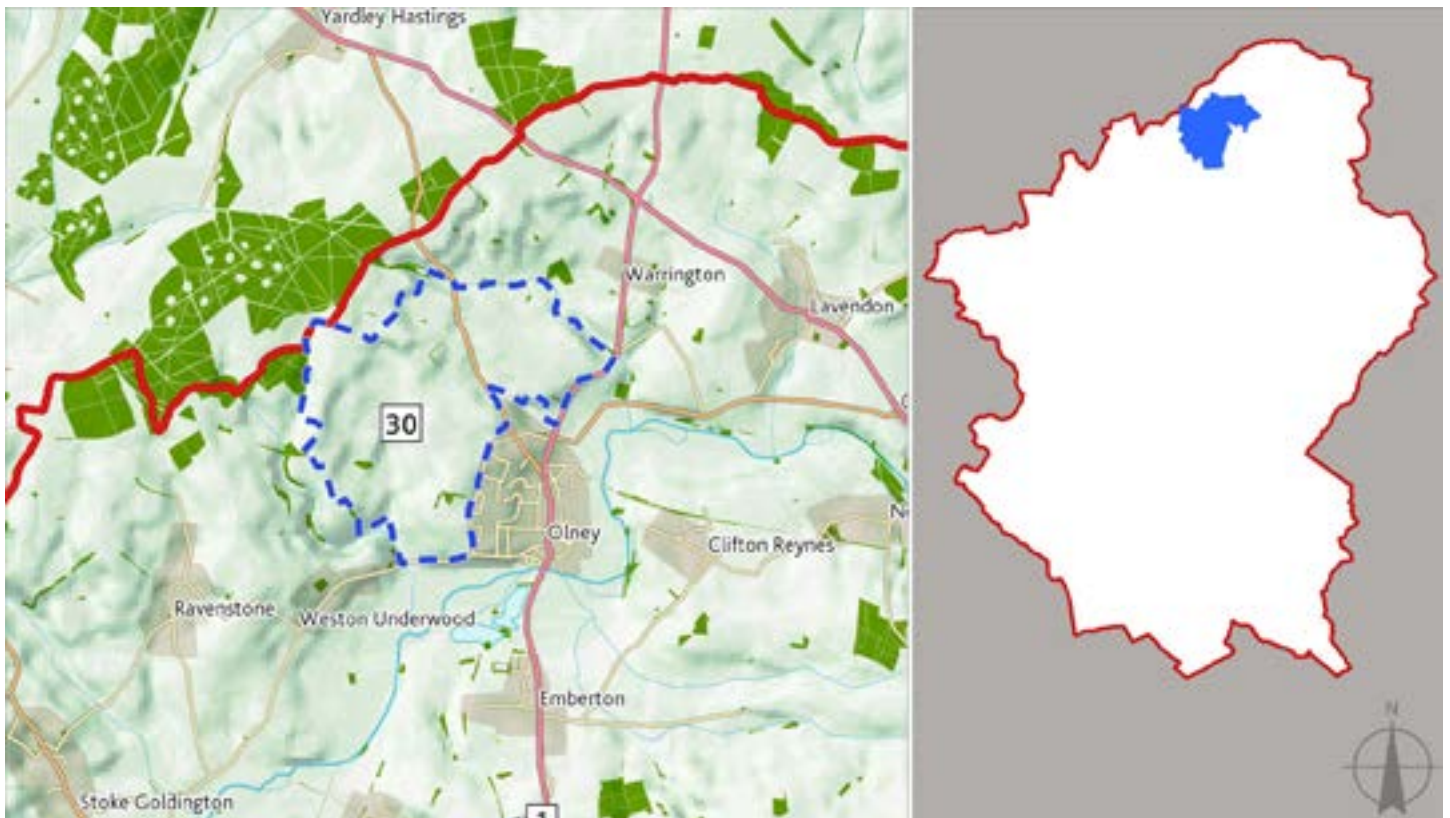 Yardley Hastings
Warrington
Lavendon
30
Olney
Clifton Reynes
Ravenstone
Weston Underwood
Emberton
Stoke Goldington
1
N